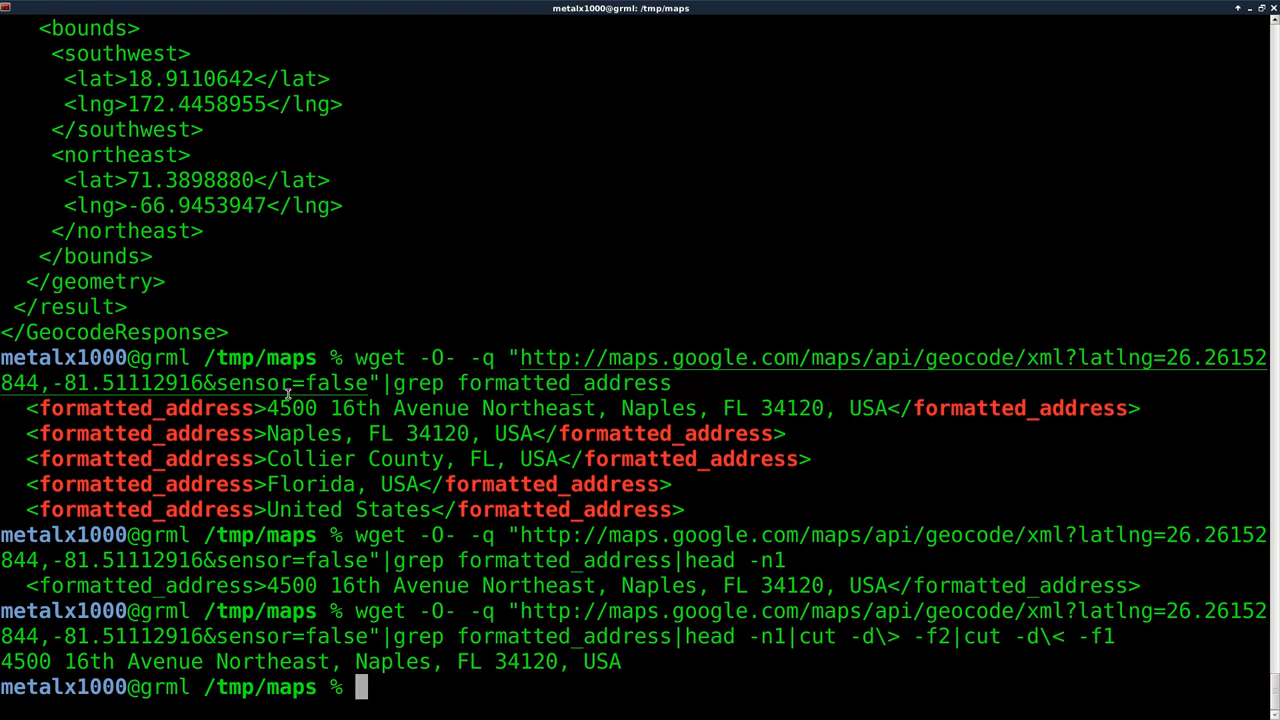 metalx1000@grml: /tmp/maps
<bounds>
<southwest>
<lat>18.9110642</lat>
<lng>172.4458955</lng>
</southwest>
<northeast>
<lat>71.3898880</lat>
<lng>-66.9453947</lng>
</northeast>
</bounds>
</geometry>
</result>
</GeocodeResponse>
metalx1000@grml /tmp/maps % wget -O- -q "http://maps.google.com/maps/api/geocode/xml?latlng=26.26152
844,-81.51112916&sensor=false"|grep formatted_address
<formatted_address>4500 16th Avenue Northeast, Naples, FL 34120, USA</formatted_address>
<formatted_address>Naples, FL 34120, USA</formatted_address>
<formatted_address>Collier County, FL, USA</formatted_address>
<formatted_address>Florida, USA</formatted_address>
<formatted_address>United States</formatted_address>
metalx1000@grml /tmp/maps % wget -O- -q "http://maps.google.com/maps/api/geocode/xml?latlng=26.26152
844,-81.51112916&sensor=false"|grep formatted_address|head -n1
<formatted_address>4500 16th Avenue Northeast, Naples, FL 34120, USA</formatted_address>
metalx1000@grml /tmp/maps % wget -O- -q "http://maps.google.com/maps/api/geocode/xml?latlng=26.26152
844,-81.51112916&sensor=false"|grep formatted_address|head -n1|cut -d\> -f2|cut -d\< -f1
4500 16th Avenue Northeast, Naples, FL 34120, USA
metalx1000@grml /tmp/maps %